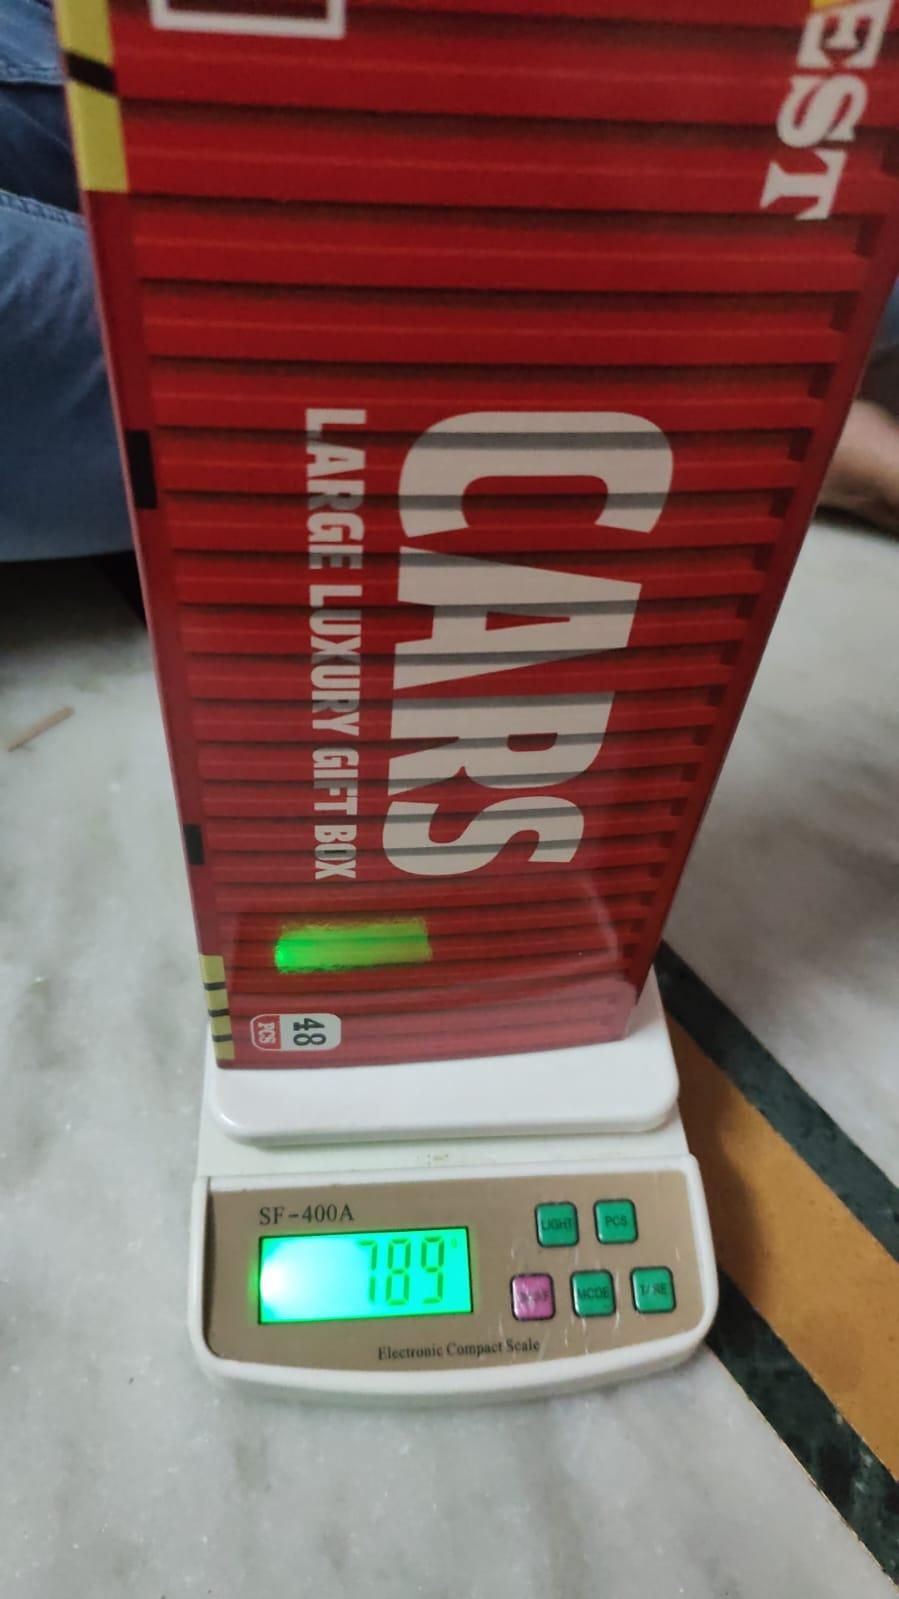 EST
CARS
LARGE LUXURY GIFT BOX
48
PCS
SF-400A
LIGHT
PCS
789
MODE
TARE
Electronic Compact Scale